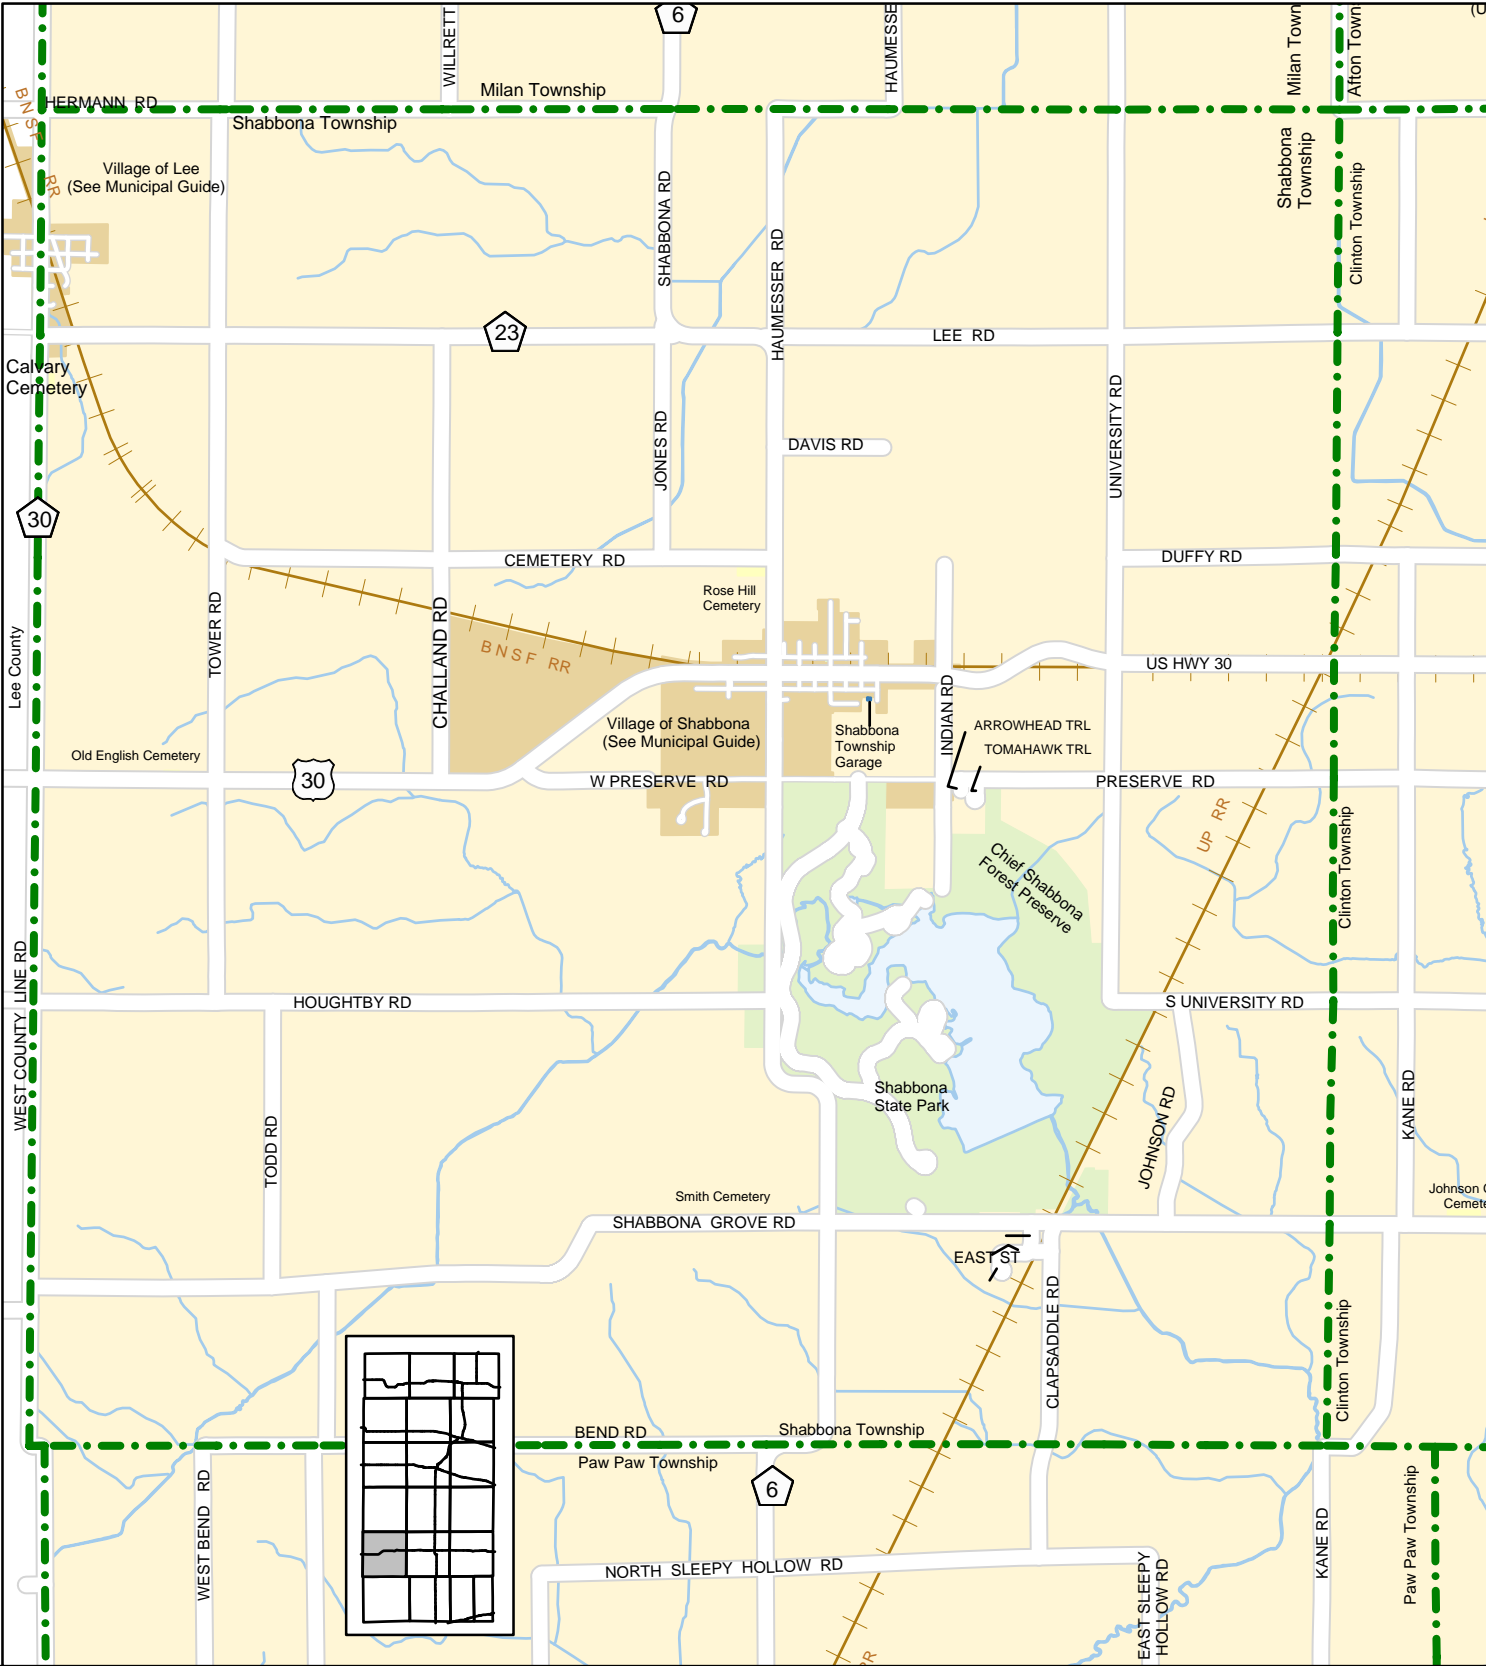 6
(U
WILLRETT
HAUMESSE
Milan Town
Afton Town
BNSF RR
HERMANN RD
Milan Township
Shabbona Township
Shabbona
Township
Clinton Township
Village of Lee
(See Municipal Guide)
SHABBONA RD
HAUMESSER RD
23
LEE RD
Calvary
Cemetery
UNIVERSITY RD
JONES RD
DAVIS RD
30
CEMETERY RD
DUFFY RD
Rose Hill
Cemetery
TOWER RD
CHALLAND RD
Lee County
BNSF RR
US HWY 30
INDIAN RD
Village of Shabbona
(See Municipal Guide)
Shabbona
Township
Garage
ARROWHEAD TRL
TOMAHAWK TRL
Old English Cemetery
30
W PRESERVE RD
PRESERVE RD
UP RR
Chief Shabbona
Forest Preserve
Clinton Township
WEST COUNTY LINE RD
HOUGHTBY RD
S UNIVERSITY RD
Shabbona
State Park
TODD RD
JOHNSON RD
KANE RD
Smith Cemetery
Johnson G
Cemete
SHABBONA GROVE RD
EAST ST
CLAPSADDLE RD
Clinton Township
BEND RD
Shabbona Township
Paw Paw Township
6
WEST BEND RD
NORTH SLEEPY HOLLOW RD
EAST SLEEPY
HOLLOW RD
KANE RD
Paw Paw Township
RR